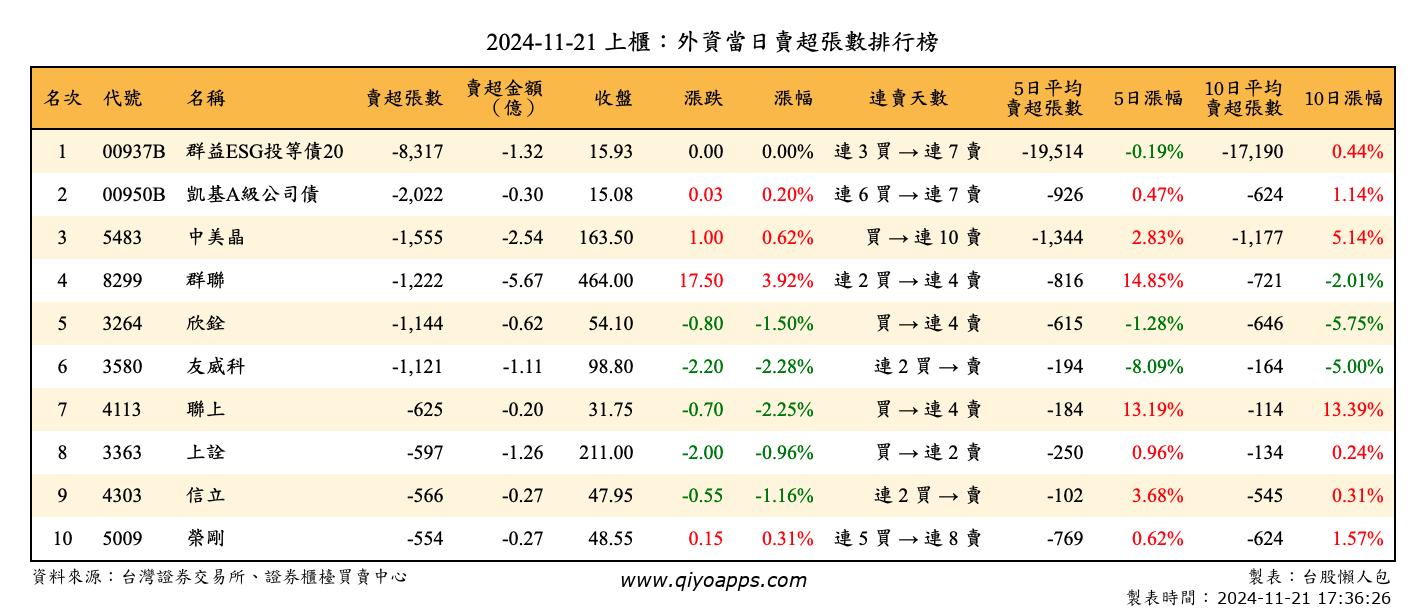 2024-11-21 上櫃：外資當日賣超張數排行榜
名次 代號 名稱 賣超張數 賣超金額（億） 收盤 漲跌 漲幅 連賣天數 5日平均賣超張數 5日漲幅 10日平均賣超張數 10日漲幅
1 00937B 群益ESG投等債20 -8,317 -1.32 15.93 0.00 0.00% 連 3 買 → 連 7 賣 -19,514 -0.19% -17,190 0.44%
2 00950B 凱基A級公司債 -2,022 -0.30 15.08 0.03 0.20% 連 6 買 → 連 7 賣 -926 0.47% -624 1.14%
3 5483 中美晶 -1,555 -2.54 163.50 1.00 0.62% 買 → 連 10 賣 -1,344 2.83% -1,177 5.14%
4 8299 群聯 -1,222 -5.67 464.00 17.50 3.92% 連 2 買 → 連 4 賣 -816 14.85% -721 -2.01%
5 3264 欣銓 -1,144 -0.62 54.10 -0.80 -1.50% 買 → 連 4 賣 -615 -1.28% -646 -5.75%
6 3580 友威科 -1,121 -1.11 98.80 -2.20 -2.28% 連 2 買 → 賣 -194 -8.09% -164 -5.00%
7 4113 聯上 -625 -0.20 31.75 -0.70 -2.25% 買 → 連 4 賣 -184 13.19% -114 13.39%
8 3363 上詮 -597 -1.26 211.00 -2.00 -0.96% 買 → 連 2 賣 -250 0.96% -134 0.24%
9 4303 信立 -566 -0.27 47.95 -0.55 -1.16% 連 2 買 → 賣 -102 3.68% -545 0.31%
10 5009 榮剛 -554 -0.27 48.55 0.15 0.31% 連 5 買 → 連 8 賣 -769 0.62% -624 1.57%
資料來源：台灣證券交易所、證券櫃檯買賣中心 www.qiyoapps.com 製表：台股懶人包
製表時間：2024-11-21 17:36:26